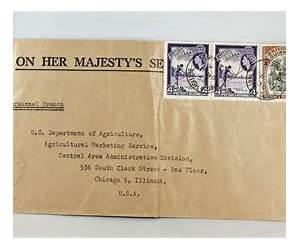 ON HER MAJESTY'S SE
Personnel Branch
U.S. Department of Agriculture,
Agricultural Marketing Service,
Central Area Administrative Division,
536 South Clark Street - 2nd Floor,
Chicago 5, Illinois,
U.S.A.